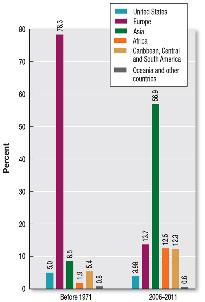 United States
Europe
Asia
Africa
Caribbean, Central
and South America
Oceania and other
countries
Percent
80
70
60
50
40
30
20
10
0
5.0
78.3
8.5
1.9
5.4
0.8
3.98
13.7
56.9
12.5
12.3
0.6
Before 1971
2006–2011